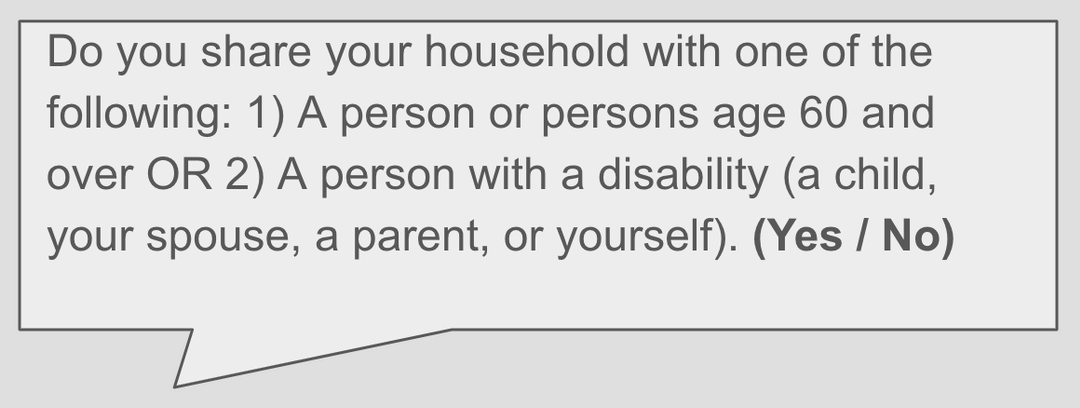 Do you share your household with one of the
following: 1) A person or persons age 60 and
over OR 2) A person with a disability (a child,
your spouse, a parent, or yourself). (Yes / No)